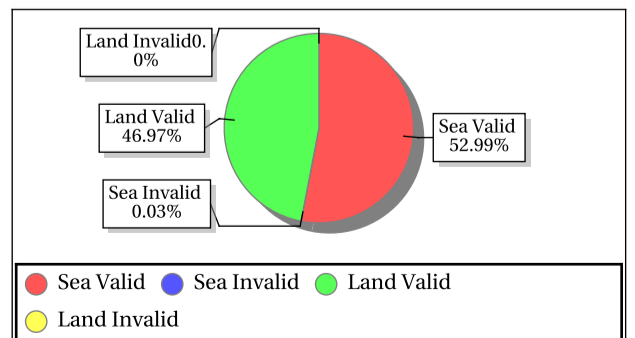 Land Invalid0.
0%
Land Valid
46.97%
Sea Valid
52.99%
Sea Invalid
0.03%
Sea Valid Sea Invalid Land Valid
Land Invalid